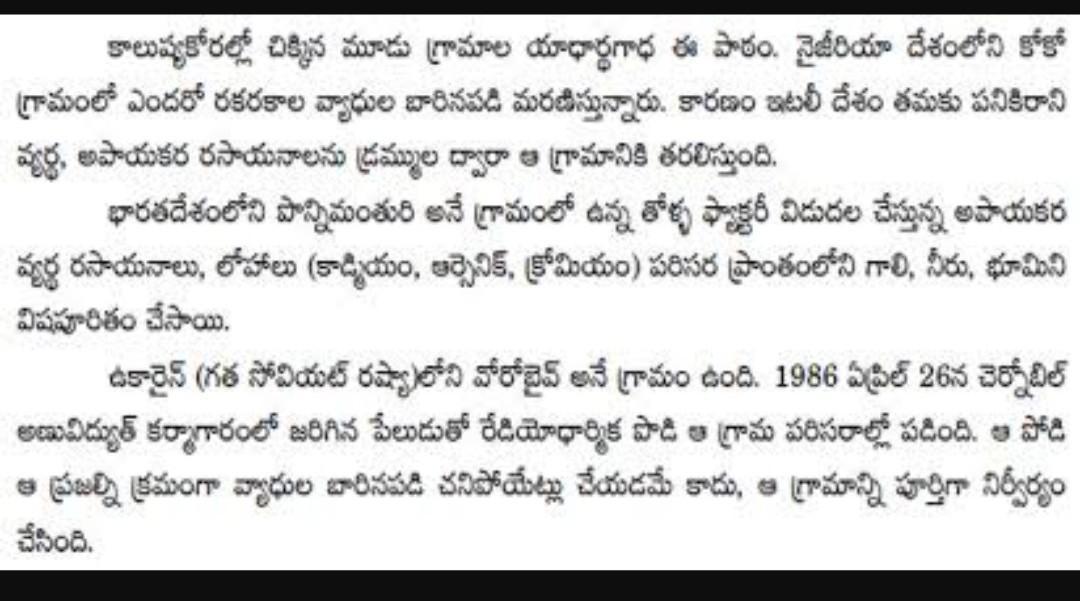 కాలుష్యకోరల్లో చిక్కిన మూడు గ్రామాల యాధార్థగాధ ఈ పాఠం. నైజీరియా దేశంలోని కోకో
గ్రామంలో ఎందరో రకరకాల వ్యాధుల బారినపడి మరణిస్తున్నారు. కారణం ఇటలీ దేశం తమకు పనికిరాని
వ్యర్థ, అపాయకర రసాయనాలను డ్రమ్ముల ద్వారా ఆ గ్రామానికి తరలిస్తుంది.
భారతదేశంలోని పొన్నిమంతురి అనే గ్రామంలో ఉన్న తోళ్ళ ఫ్యాక్టరీ విడుదల చేస్తున్న అపాయకర
వ్యర్థ రసాయనాలు, లోహాలు (కాడ్మియం, ఆర్సెనిక్, క్రోమియం) పరిసర ప్రాంతంలోని గాలి, నీరు, భూమిని
విషపూరితం చేసాయి.
ఉకారైన్ (గత సోవియట్ రష్యా)లోని వోరోబైవ్ అనే గ్రామం ఉంది. 1986 ఏప్రిల్ 26న చెర్నోబిల్
అణువిద్యుత్ కర్మాగారంలో జరిగిన పేలుడుతో రేడియోధార్మిక పొడి ఆ గ్రామ పరిసరాల్లో పడింది. ఆ పోడి
ఆ ప్రజల్ని క్రమంగా వ్యాధుల బారినపడి చనిపోయేట్లు చేయడమే కాదు, ఆ గ్రామాన్ని పూర్తిగా నిర్వీర్యం
చేసింది.